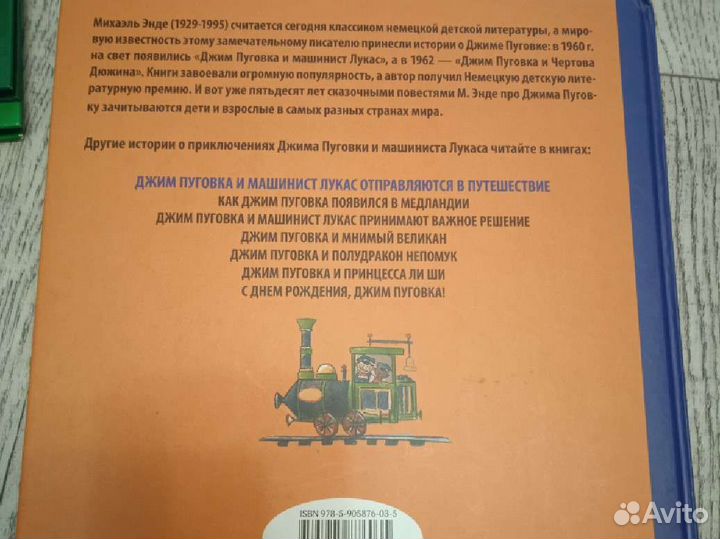 Михаэль Энде (1929-1995) считается сегодня классиком немецкой детской литературы, а миро-
вую известность этому замечательному писателю принесли истории о Джиме Пуговке: в 1960 г.
на свет появились «Джим Пуговка и машинист Лукас», а в 1962 — «Джим Пуговка и Чертова
Дюжина». Книги завоевали огромную популярность, а автор получил Немецкую детскую лите-
ратурную премию. И вот уже пятьдесят лет сказочными повестями М. Энде про Джима Пугов-
ку зачитываются дети и взрослые в самых разных странах мира.
Другие истории о приключениях Джима Пуговки и машиниста Лукаса читайте в книгах:
ДЖИМ ПУГОВКА И МАШИНИСТ ЛУКАС ОТПРАВЛЯЮТСЯ В ПУТЕШЕСТВИЕ
КАК ДЖИМ ПУГОВКА ПОЯВИЛСЯ В МЕДЛАНДИИ
ДЖИМ ПУГОВКА И МАШИНИСТ ЛУКАС ПРИНИМАЮТ ВАЖНОЕ РЕШЕНИЕ
ДЖИМ ПУГОВКА И МНИМЫЙ ВЕЛИКАН
ДЖИМ ПУГОВКА И ПОЛУДРАКОН НЕПОМУК
ДЖИМ ПУГОВКА И ПРИНЦЕССА ЛИ ШИ
С ДНЕМ РОЖДЕНИЯ, ДЖИМ ПУГОВКА!
ISBN 978-5-905876-03-5
Avito